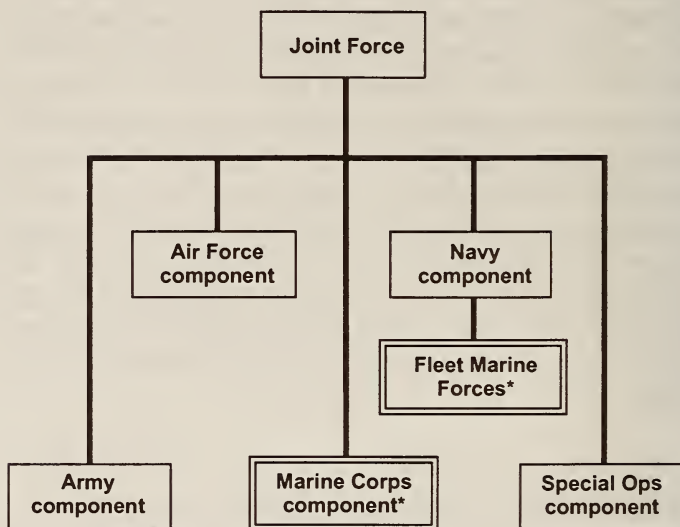 Joint Force
Air Force
component
Navy
component
Fleet Marine
Forces*
Army
component
Marine Corps
component*
Special Ops
component